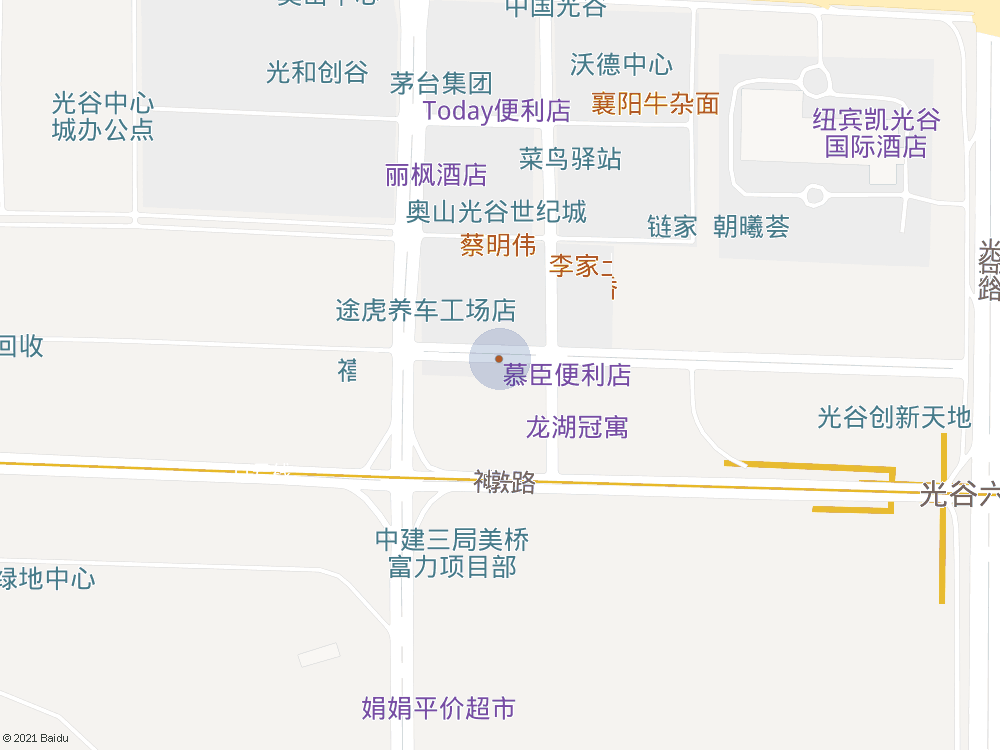 中国光谷
沃德中心
光和创谷
茅台集团
光谷中心
城办公点
Today便利店
襄阳牛杂面
纽宾凯光谷
国际酒店
菜鸟驿站
丽枫酒店
奥山光谷世纪城
链家
朝曦荟
蔡明伟
李家
途虎养车工场店
回收
慕臣便利店
光谷创新天地
龙湖冠寓
敦路
光谷六
中建三局美桥
富力项目部
绿地中心
娟娟平价超市
© 2021 Baidu